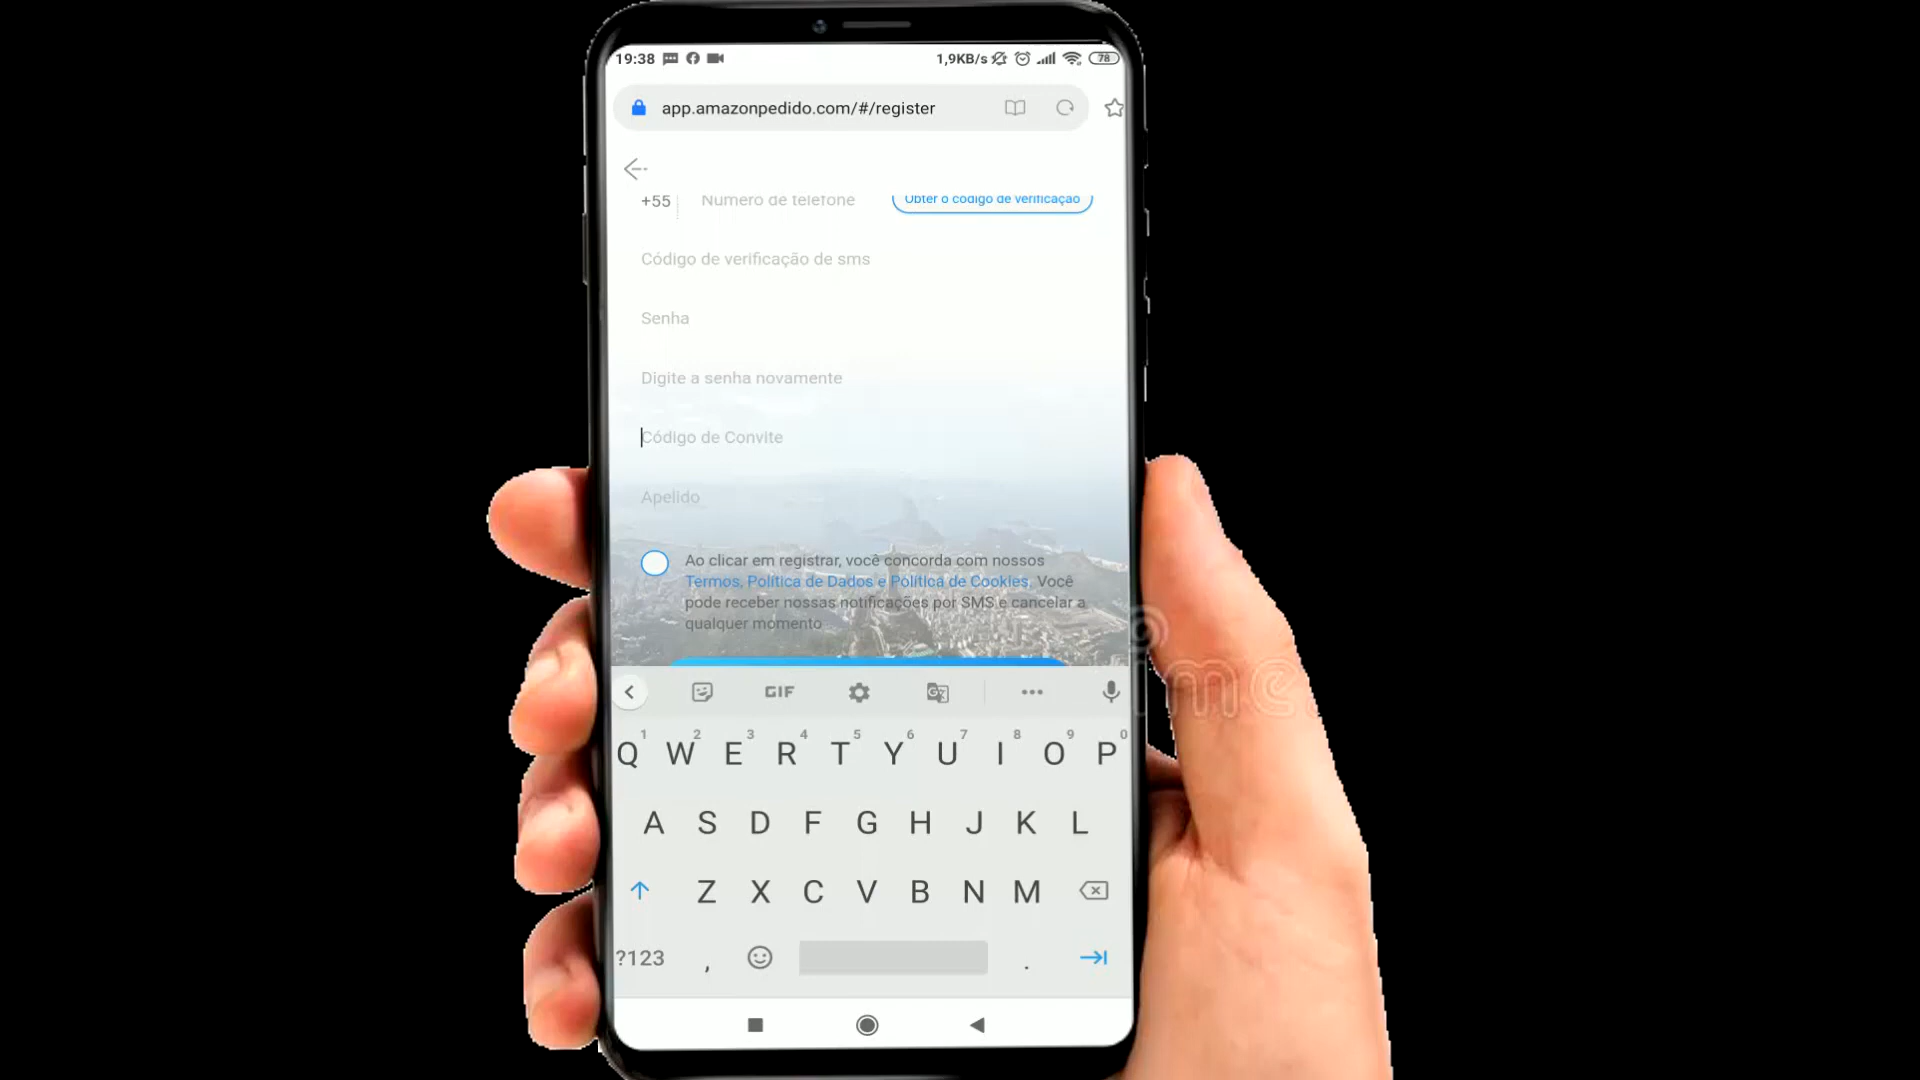 19:38
1,9KB/s
78
app.amazonpedido.com/#/register
+55
Numero de telefone
Obter o código de verificação
Código de verificação de sms
Senha
Digite a senha novamente
Código de Convite
Apelido
Ao clicar em registrar, você concorda com nossos
Termos, Política de Dados e Política de Cookies. Você
pode receber nossas notificações por SMS e cancelar a
qualquer momento
GIF
1 2 3 4 5 6 7 8 9 0
Q W E R T Y U I O P
A S D F G H J K L
Z X C V B N M
?123 , .